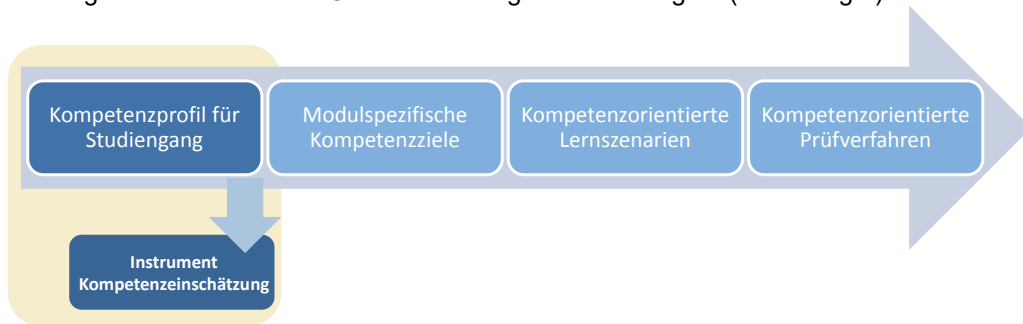 Kompetenzprofil für
Studiengang
Modulspezifische
Kompetenzziele
Kompetenzorientierte
Lernszenarien
Kompetenzorientierte
Prüfverfahren
Instrument
Kompetenzeinschätzung